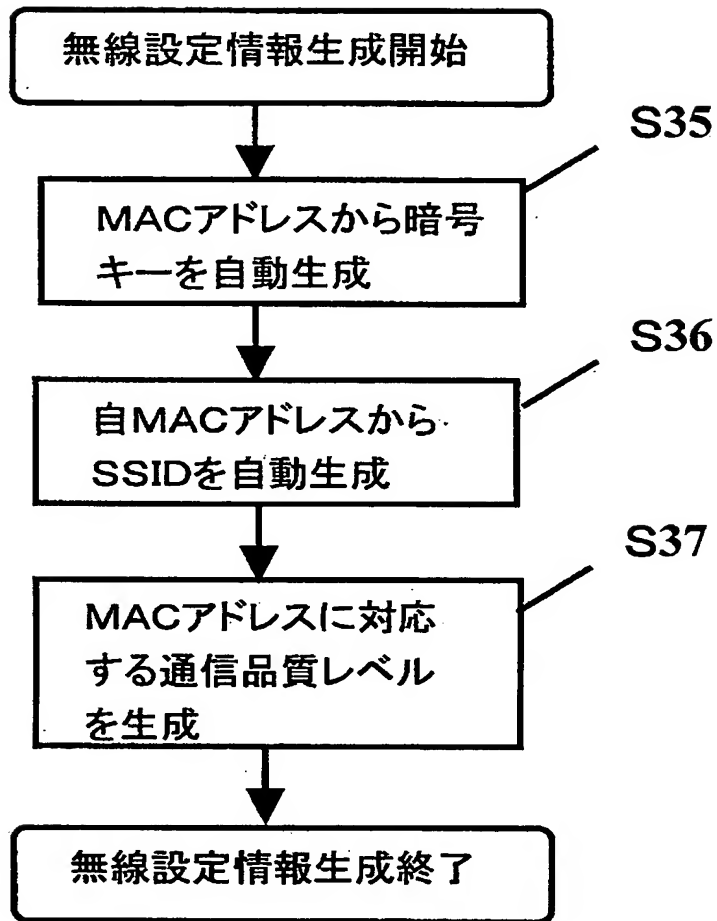 無線設定情報生成開始
S35
MACアドレスから暗号
キーを自動生成
S36
自MACアドレスから
SSIDを自動生成
S37
MACアドレスに対応
する通信品質レベル
を生成
無線設定情報生成終了